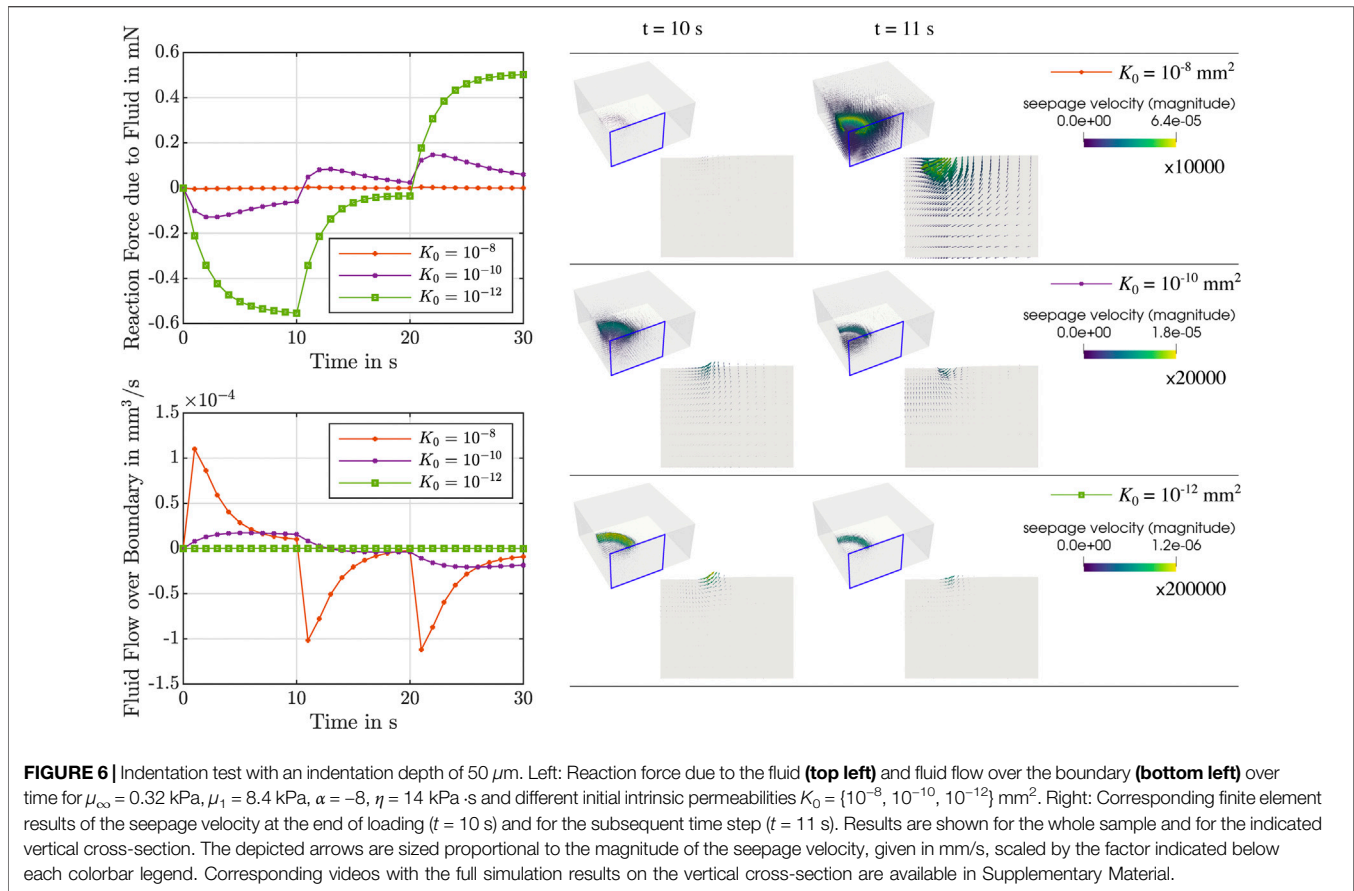 Reaction Force due to Fluid in mN
0.6
0.4
0.2
0
-0.2
-0.4
-0.6
K₀ = 10⁻⁸
K₀ = 10⁻¹⁰
K₀ = 10⁻¹²
0 10 20 30
Time in s
Fluid Flow over Boundary in mm³/s
×10⁻⁴
1.5
1
0.5
0
-0.5
-1
-1.5
K₀ = 10⁻⁸
K₀ = 10⁻¹⁰
K₀ = 10⁻¹²
0 10 20 30
Time in s
t = 10 s t = 11 s
K₀ = 10⁻⁸ mm²
seepage velocity (magnitude)
0.0e+00 6.4e-05
x10000
K₀ = 10⁻¹⁰ mm²
seepage velocity (magnitude)
0.0e+00 1.8e-05
x20000
K₀ = 10⁻¹² mm²
seepage velocity (magnitude)
0.0e+00 1.2e-06
x200000
FIGURE 6 | Indentation test with an indentation depth of 50 μm. Left: Reaction force due to the fluid (top left) and fluid flow over the boundary (bottom left) over
time for μ∞ = 0.32 kPa, μ₁ = 8.4 kPa, α = −8, η = 14 kPa ·s and different initial intrinsic permeabilities K₀ = {10⁻⁸, 10⁻¹⁰, 10⁻¹²} mm². Right: Corresponding finite element
results of the seepage velocity at the end of loading (t = 10 s) and for the subsequent time step (t = 11 s). Results are shown for the whole sample and for the indicated
vertical cross-section. The depicted arrows are sized proportional to the magnitude of the seepage velocity, given in mm/s, scaled by the factor indicated below
each colorbar legend. Corresponding videos with the full simulation results on the vertical cross-section are available in Supplementary Material.